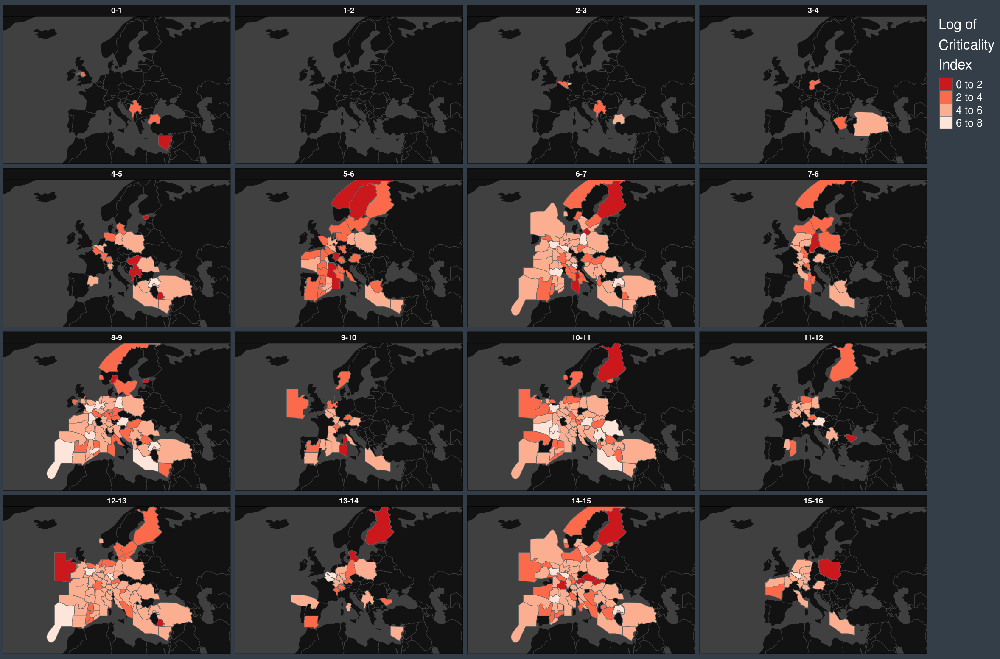 0-1
1-2
2-3
3-4
Log of
Criticality
Index
0 to 2
2 to 4
4 to 6
6 to 8
4-5
5-6
6-7
7-8
8-9
9-10
10-11
11-12
12-13
13-14
14-15
15-16